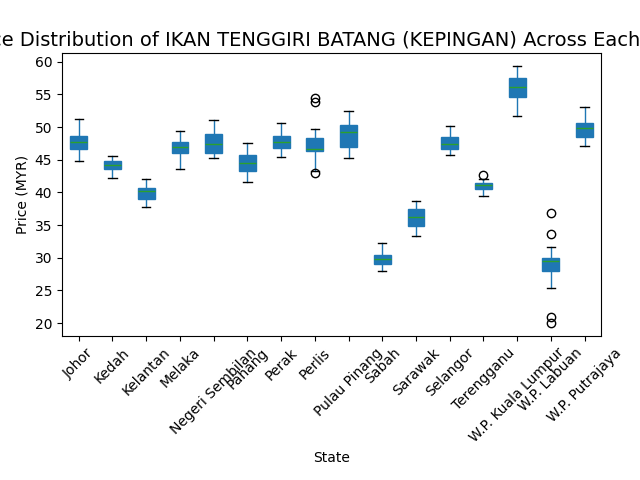 ce Distribution of IKAN TENGGIRI BATANG (KEPINGAN) Across Each
Price (MYR)
60
55
50
45
40
35
30
25
20
Johor
Kedah
Kelantan
Melaka
Negeri Sembilan
Pahang
Perak
Perlis
Pulau Pinang
Sabah
Sarawak
Selangor
Terengganu
W.P. Kuala Lumpur
W.P. Labuan
W.P. Putrajaya
State